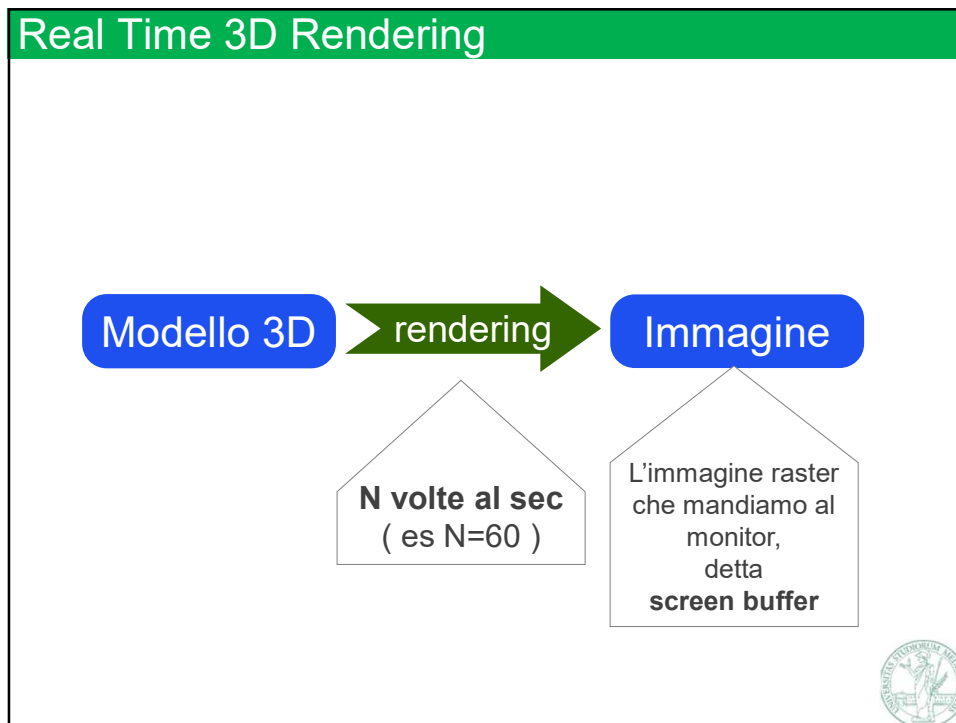 Real Time 3D Rendering
Modello 3D
rendering
Immagine
N volte al sec
( es N=60 )
L'immagine raster
che mandiamo al
monitor,
detta
screen buffer